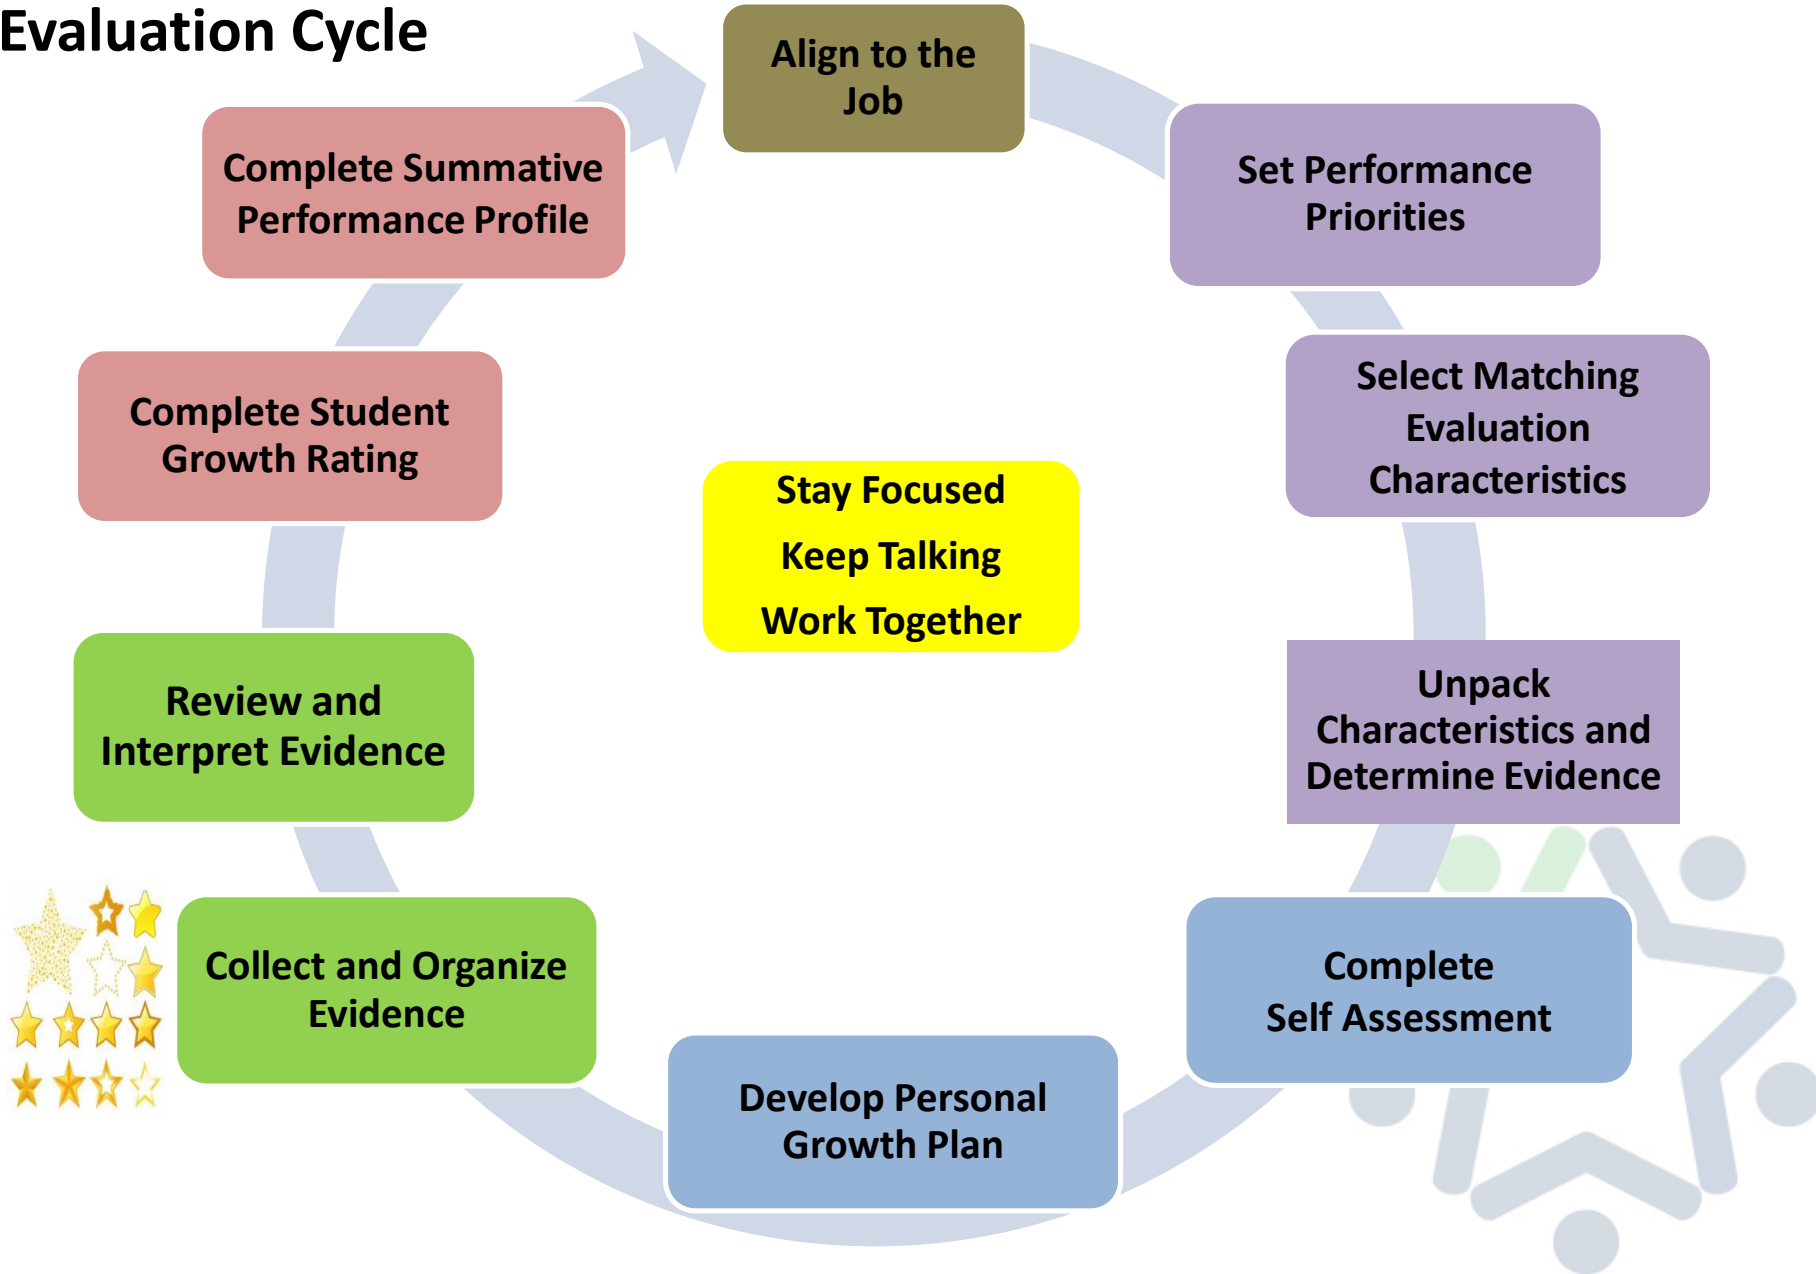 Evaluation Cycle
Align to the
Job
Set Performance
Priorities
Select Matching
Evaluation
Characteristics
Unpack
Characteristics and
Determine Evidence
Complete
Self Assessment
Develop Personal
Growth Plan
Collect and Organize
Evidence
Review and
Interpret Evidence
Complete Student
Growth Rating
Complete Summative
Performance Profile
Stay Focused
Keep Talking
Work Together